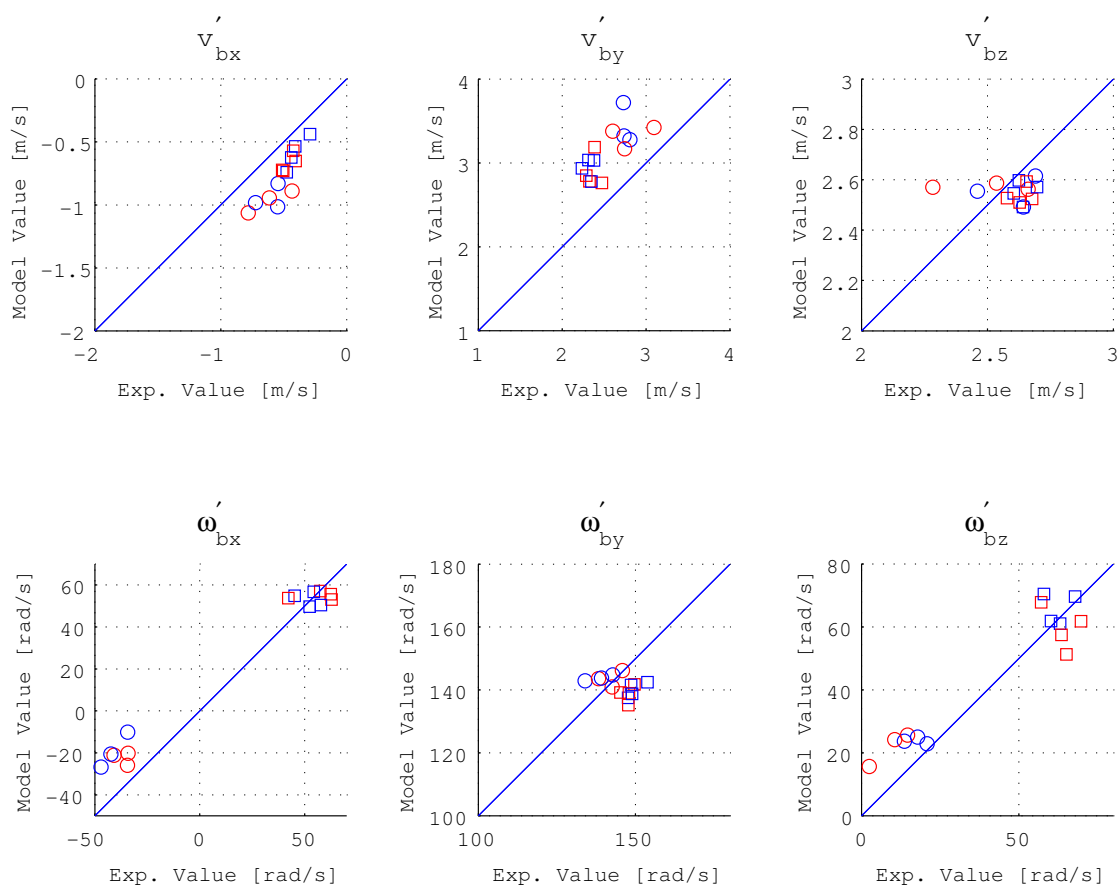 v′bx
v′by
v′bz
0
−0.5
−1
−1.5
−2
Model Value [m/s]
−2 −1 0
Exp. Value [m/s]
4
3
2
1
Model Value [m/s]
1 2 3 4
Exp. Value [m/s]
3
2.8
2.6
2.4
2.2
2
Model Value [m/s]
2 2.5 3
Exp. Value [m/s]
ω′bx
ω′by
ω′bz
60
40
20
0
−20
−40
Model Value [rad/s]
−50 0 50
Exp. Value [rad/s]
180
160
140
120
100
Model Value [rad/s]
100 150
Exp. Value [rad/s]
80
60
40
20
0
Model Value [rad/s]
0 50
Exp. Value [rad/s]